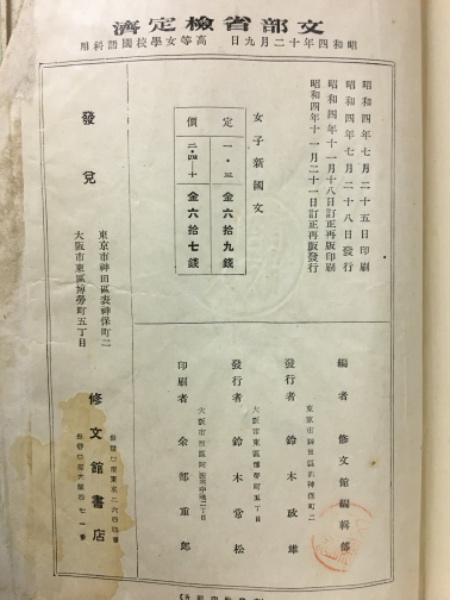 文部省檢定濟
昭和四年十二月九日 高等女學校國語科用
昭和四年七月二十五日印刷
昭和四年七月二十八日發行
昭和四年十一月十八日訂正再版印刷
昭和四年十一月二十一日訂正再版發行
女子新國文
定價
一・三 金六拾九錢
二・四―十 金六拾七錢
編者 修文館編輯部
東京市神田區表神保町二
發行者 鈴木政雄
大阪市東區博勞町五丁目
發行者 鈴木常松
印刷者 余部重郎
發兌
東京市神田區表神保町二
大阪市東區博勞町五丁目
修文館書店